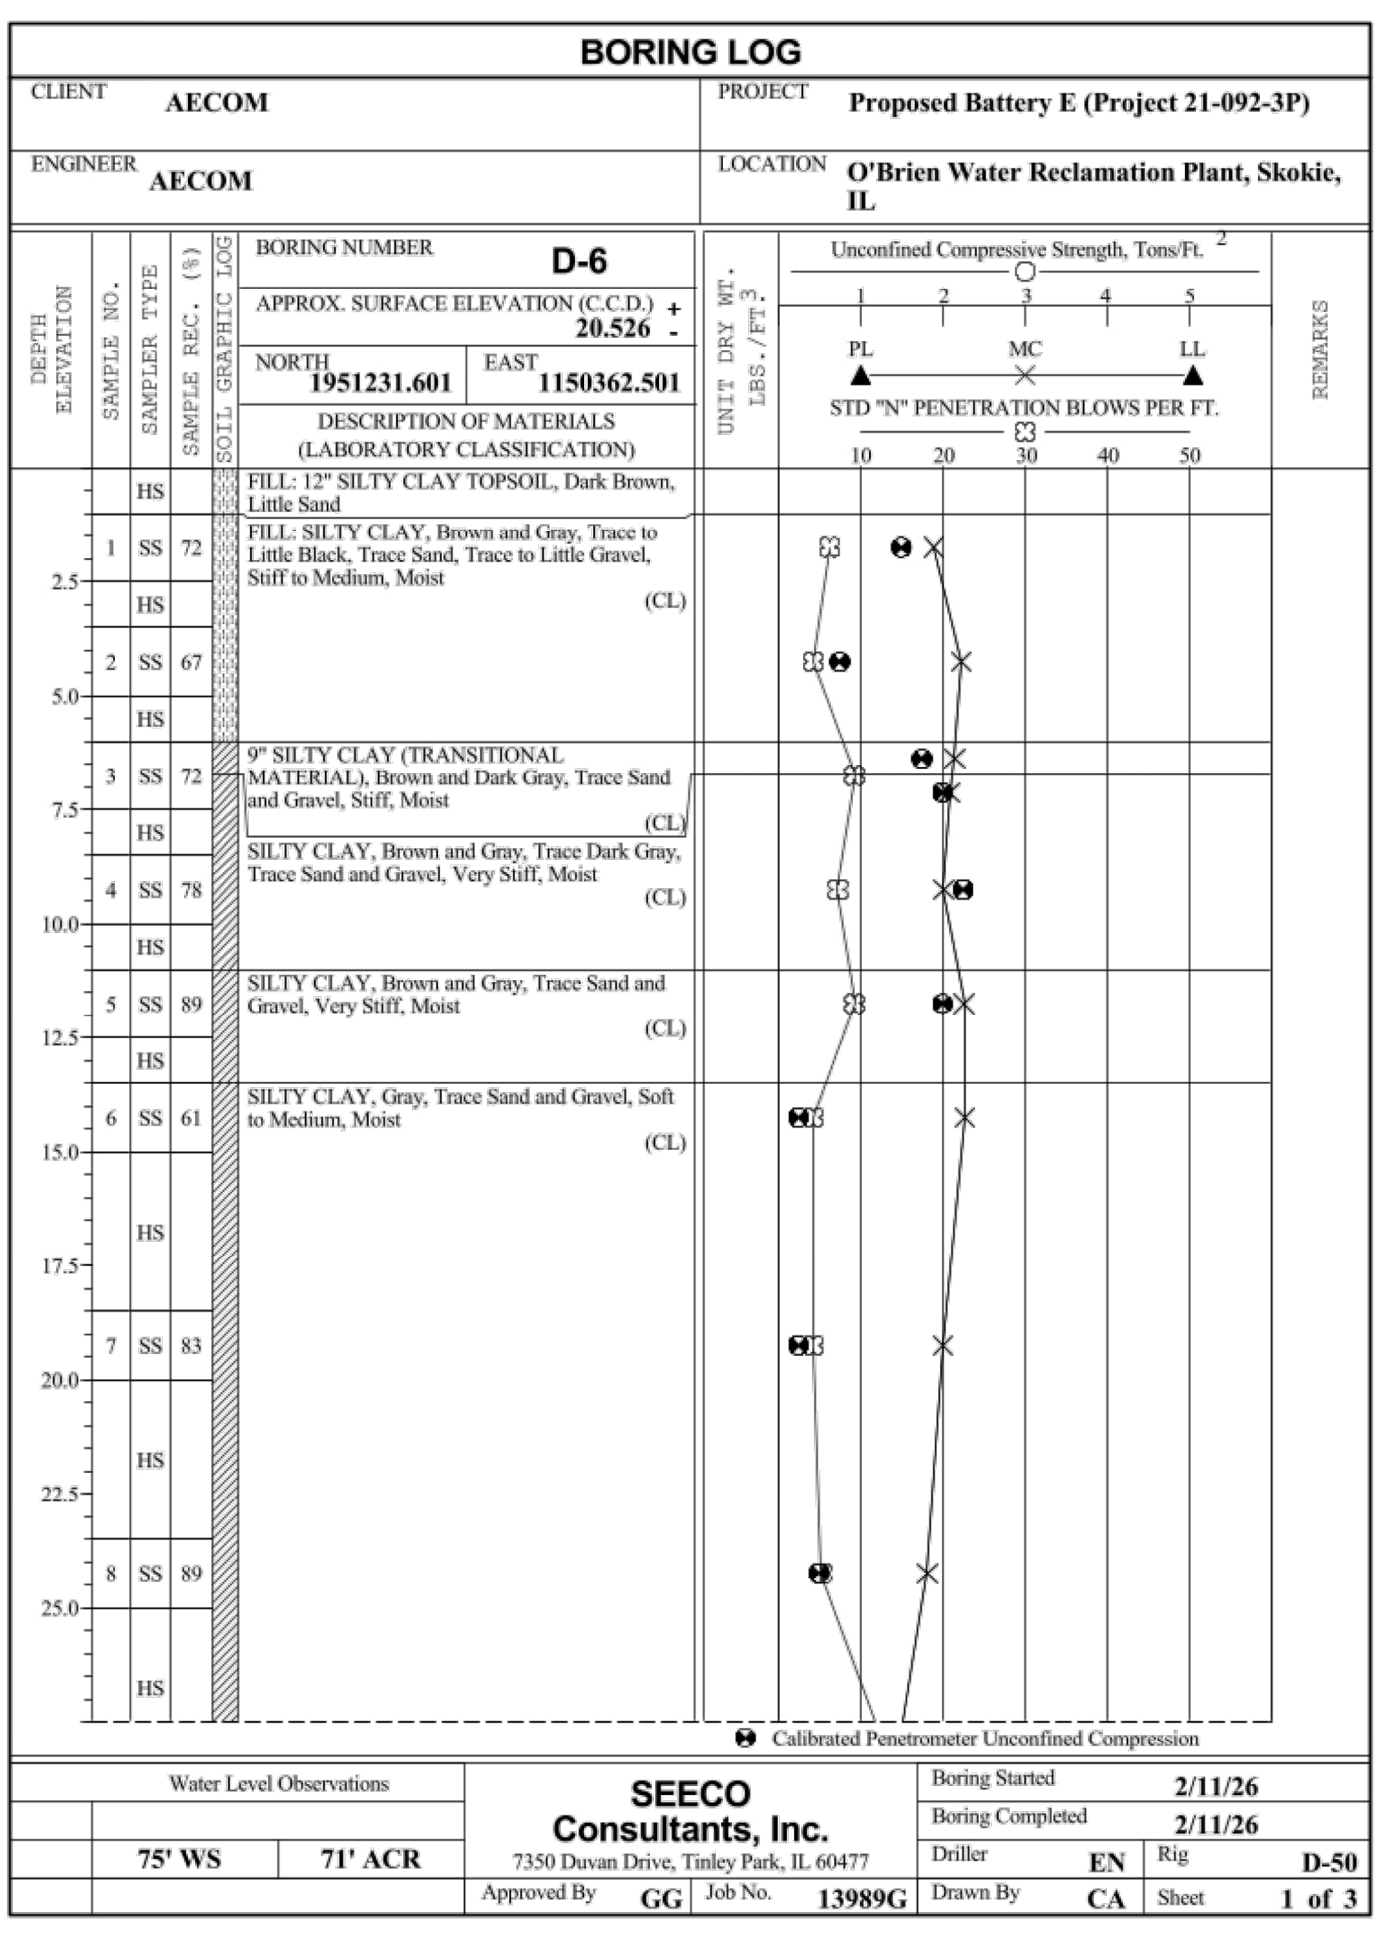 BORING LOG
CLIENT AECOM
PROJECT Proposed Battery E (Project 21-092-3P)
ENGINEER AECOM
LOCATION O'Brien Water Reclamation Plant, Skokie,
IL
DEPTH
ELEVATION
SAMPLE NO.
SAMPLER TYPE
SAMPLE REC. (%)
SOIL GRAPHIC LOG
BORING NUMBER D-6
APPROX. SURFACE ELEVATION (C.C.D.) + -
20.526
NORTH 1951231.601
EAST 1150362.501
DESCRIPTION OF MATERIALS
(LABORATORY CLASSIFICATION)
UNIT DRY WT.
LBS./FT.3
Unconfined Compressive Strength, Tons/Ft. 2
1 2 3 4 5
PL MC LL
STD "N" PENETRATION BLOWS PER FT.
10 20 30 40 50
REMARKS
HS
FILL: 12" SILTY CLAY TOPSOIL, Dark Brown,
Little Sand
1 SS 72
FILL: SILTY CLAY, Brown and Gray, Trace to
Little Black, Trace Sand, Trace to Little Gravel,
Stiff to Medium, Moist
(CL)
2.5
HS
2 SS 67
5.0
HS
3 SS 72
9" SILTY CLAY (TRANSITIONAL
MATERIAL), Brown and Dark Gray, Trace Sand
and Gravel, Stiff, Moist
(CL)
7.5
HS
SILTY CLAY, Brown and Gray, Trace Dark Gray,
Trace Sand and Gravel, Very Stiff, Moist
(CL)
4 SS 78
10.0
HS
SILTY CLAY, Brown and Gray, Trace Sand and
Gravel, Very Stiff, Moist
(CL)
5 SS 89
12.5
HS
SILTY CLAY, Gray, Trace Sand and Gravel, Soft
to Medium, Moist
(CL)
6 SS 61
15.0
HS
17.5
7 SS 83
20.0
HS
22.5
8 SS 89
25.0
HS
Calibrated Penetrometer Unconfined Compression
Water Level Observations
75' WS
71' ACR
SEECO
Consultants, Inc.
7350 Duvan Drive, Tinley Park, IL 60477
Approved By GG
Job No. 13989G
Boring Started 2/11/26
Boring Completed 2/11/26
Driller EN
Rig D-50
Drawn By CA
Sheet 1 of 3